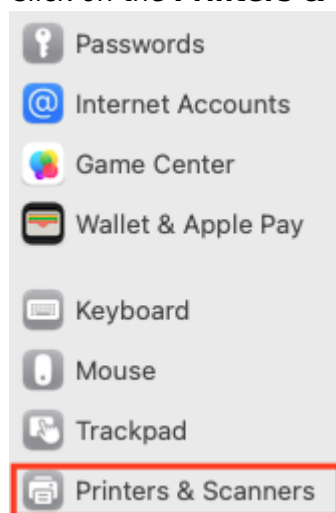 Passwords
Internet Accounts
Game Center
Wallet & Apple Pay
Keyboard
Mouse
Trackpad
Printers & Scanners